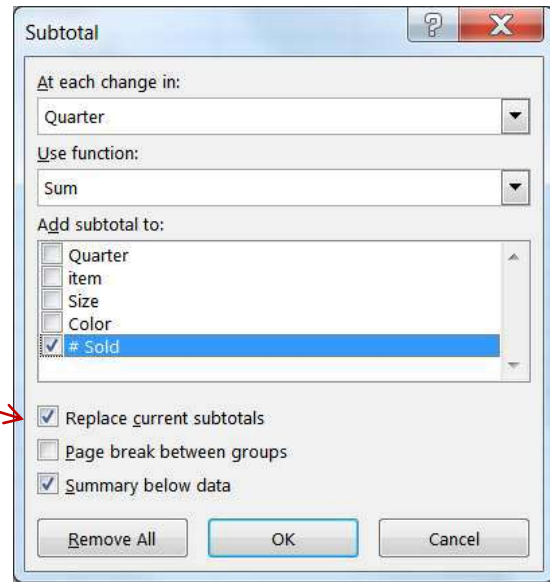 Subtotal
At each change in:
Quarter
Use function:
Sum
Add subtotal to:
Quarter
item
Size
Color
# Sold
Replace current subtotals
Page break between groups
Summary below data
Remove All OK Cancel